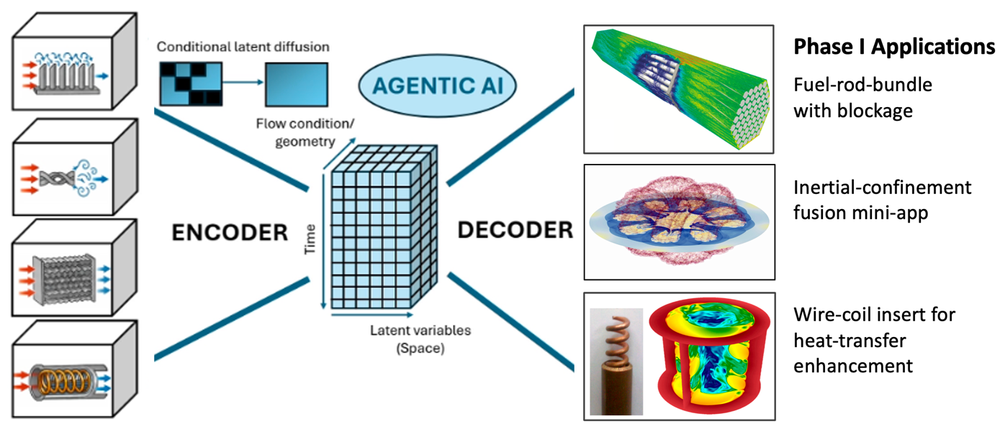 Conditional latent diffusion
AGENTIC AI
Flow condition/
geometry
ENCODER
Time
DECODER
Latent variables
(Space)
Phase I Applications
Fuel-rod-bundle
with blockage
Inertial-confinement
fusion mini-app
Wire-coil insert for
heat-transfer
enhancement